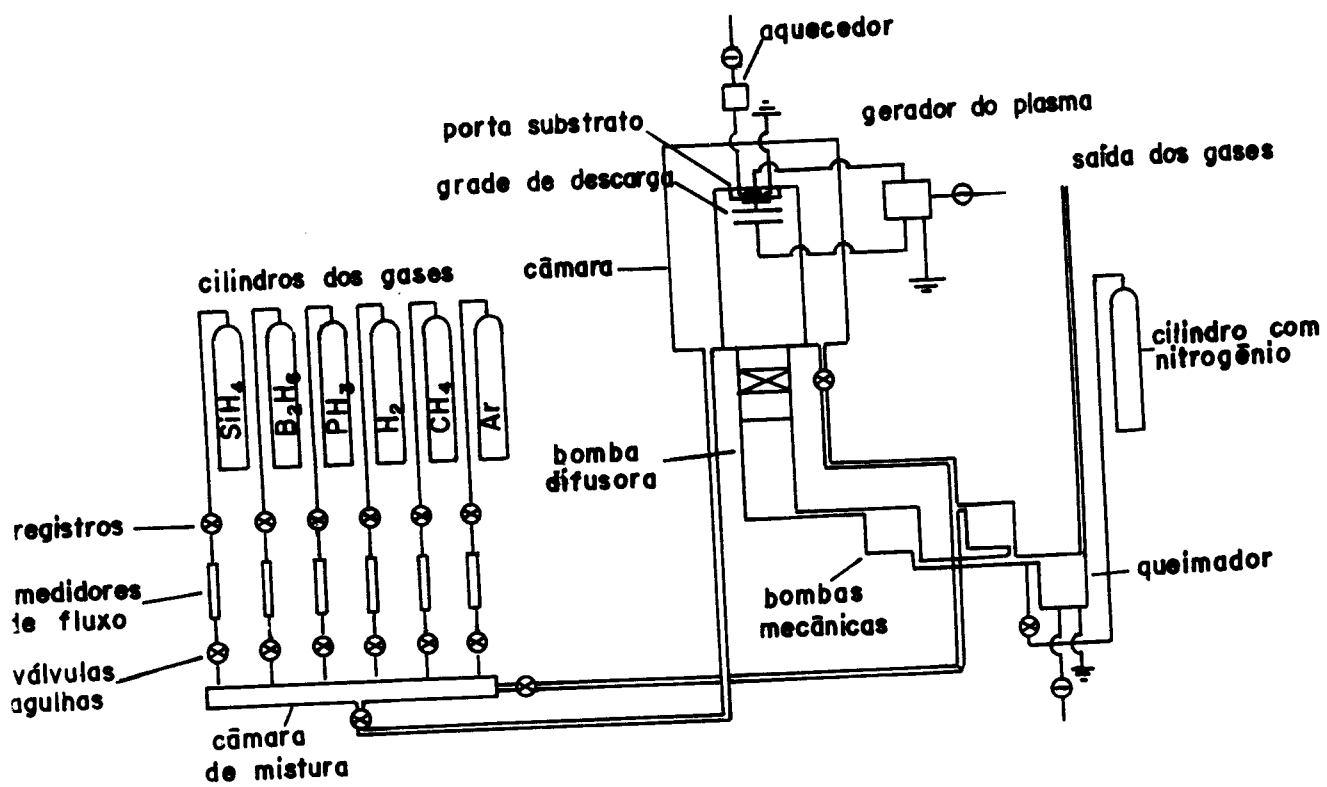 aquecedor
porta substrato
gerador do plasma
grade de descarga
saída dos gases
câmara
cilindros dos gases
cilindro com
nitrogênio
SiH₄
B₂H₆
PH₃
H₂
CH₄
Ar
bomba
difusora
registros
medidores
de fluxo
bombas
mecânicas
queimador
válvulas
agulhas
câmara
de mistura